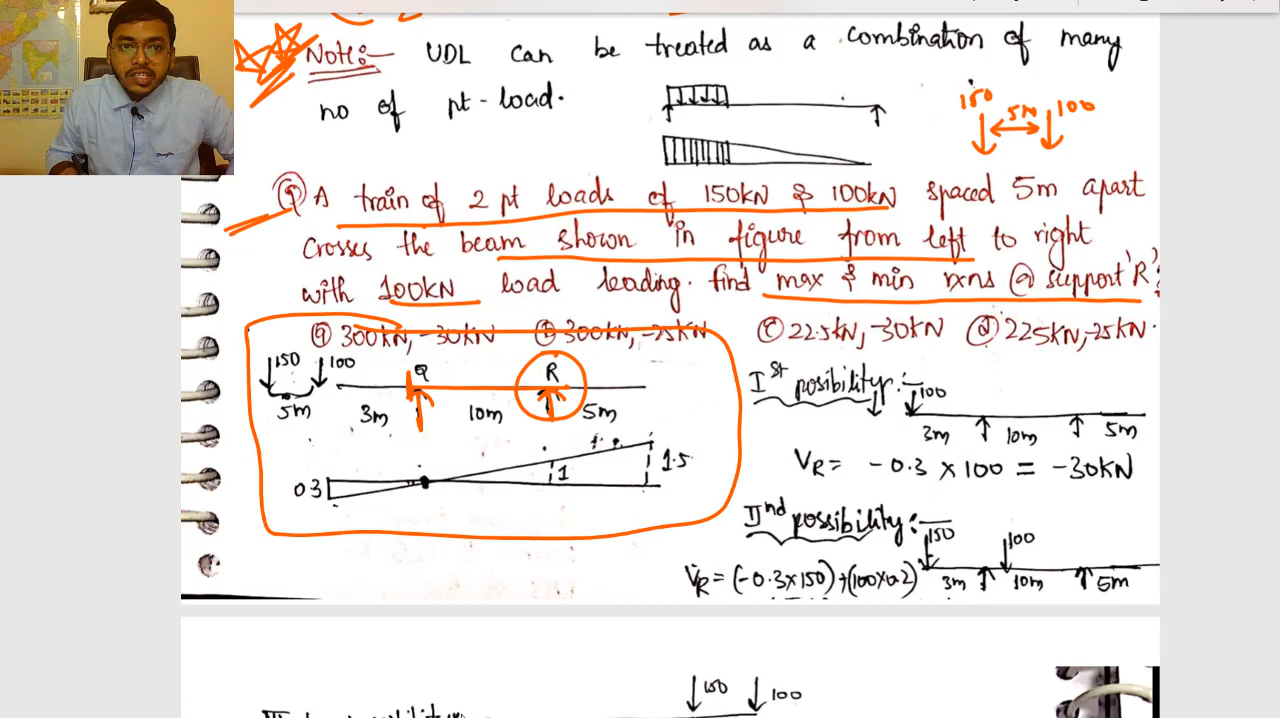 Note:- UDL can be treated as a combination of many
no of pt-load.
150 5m 100
Q A train of 2 pt loads of 150kN & 100kN spaced 5m apart
crosses the beam shown in figure from left to right
with 100kN load leading. find max & min rxns @ support 'R'?
(a) 300kN, -30kN (b) 300kN, -25kN (c) 22.5kN, -30kN (d) 225kN, -25kN.
150 100 Q R
5m 3m 10m 5m
0.3 1 1.5
Ist posibility:-
100
3m 10m 5m
VR = -0.3 × 100 = -30KN
IInd possibility:-
150 100
VR = (-0.3×150)+(100×0.2) 3m 10m 5m
150 100